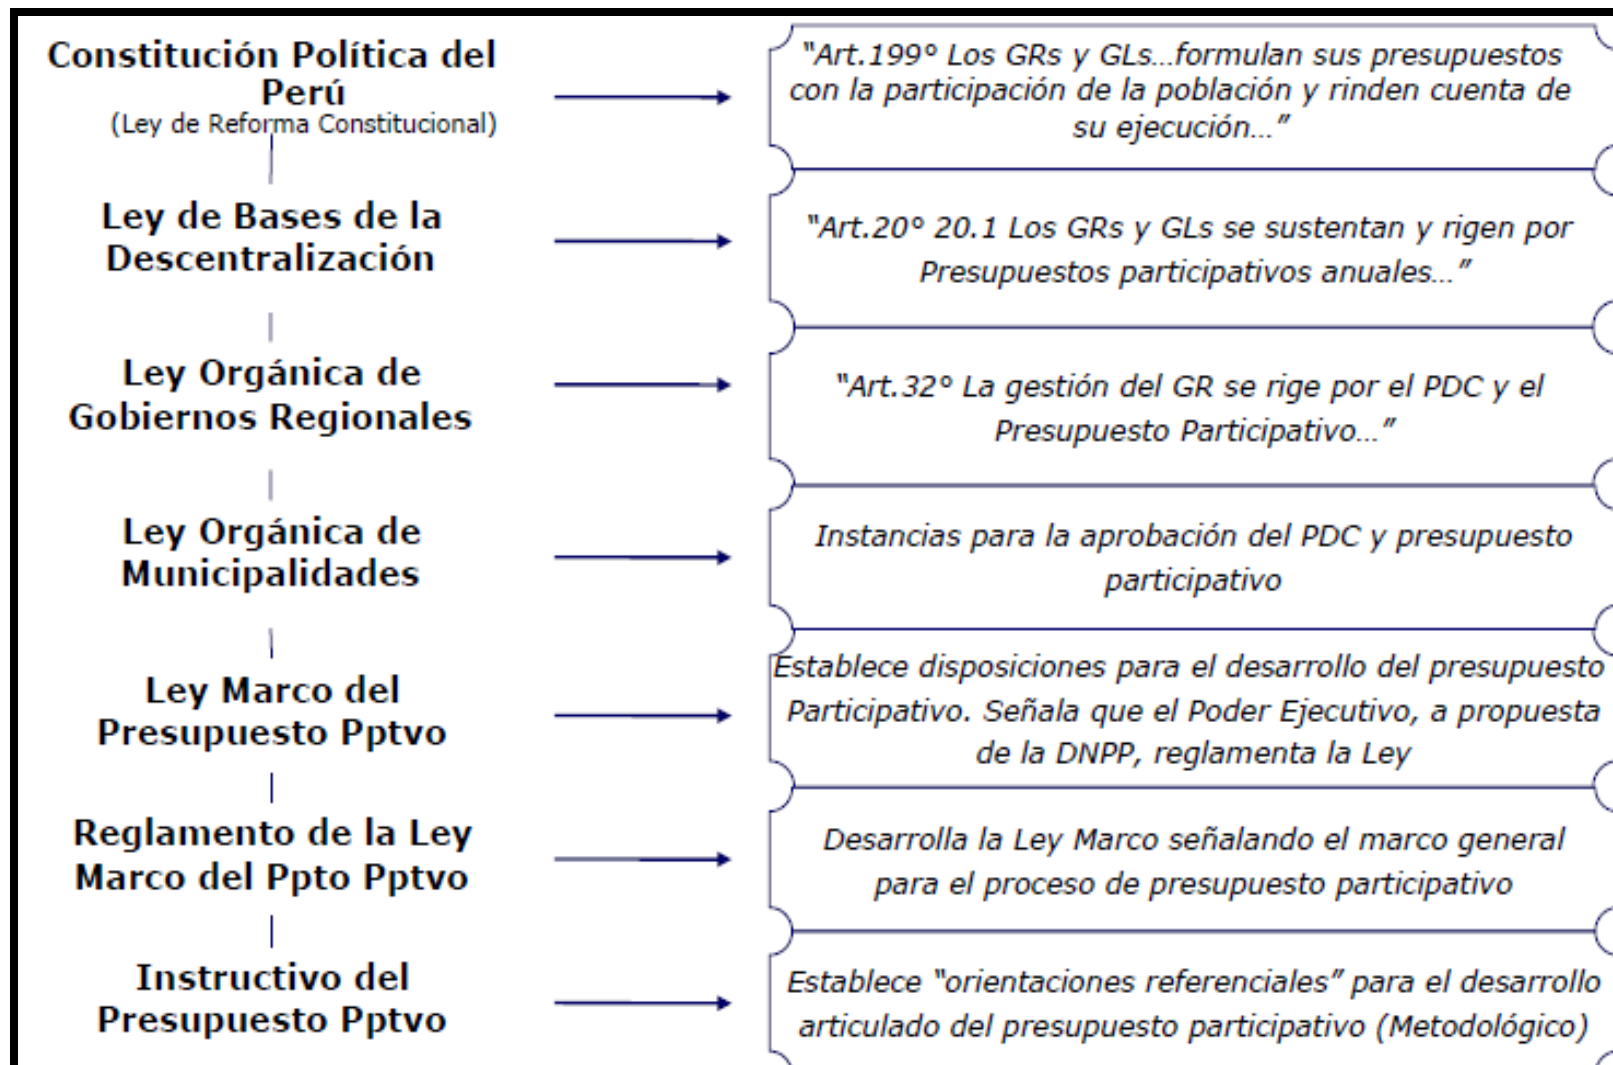 Constitución Política del
Perú
(Ley de Reforma Constitucional)
"Art.199° Los GRs y GLs...formulan sus presupuestos
con la participación de la población y rinden cuenta de
su ejecución..."
Ley de Bases de la
Descentralización
"Art.20° 20.1 Los GRs y GLs se sustentan y rigen por
Presupuestos participativos anuales..."
Ley Orgánica de
Gobiernos Regionales
"Art.32° La gestión del GR se rige por el PDC y el
Presupuesto Participativo..."
Ley Orgánica de
Municipalidades
Instancias para la aprobación del PDC y presupuesto
participativo
Ley Marco del
Presupuesto Pptvo
Establece disposiciones para el desarrollo del presupuesto
Participativo. Señala que el Poder Ejecutivo, a propuesta
de la DNPP, reglamenta la Ley
Reglamento de la Ley
Marco del Ppto Pptvo
Desarrolla la Ley Marco señalando el marco general
para el proceso de presupuesto participativo
Instructivo del
Presupuesto Pptvo
Establece "orientaciones referenciales" para el desarrollo
articulado del presupuesto participativo (Metodológico)